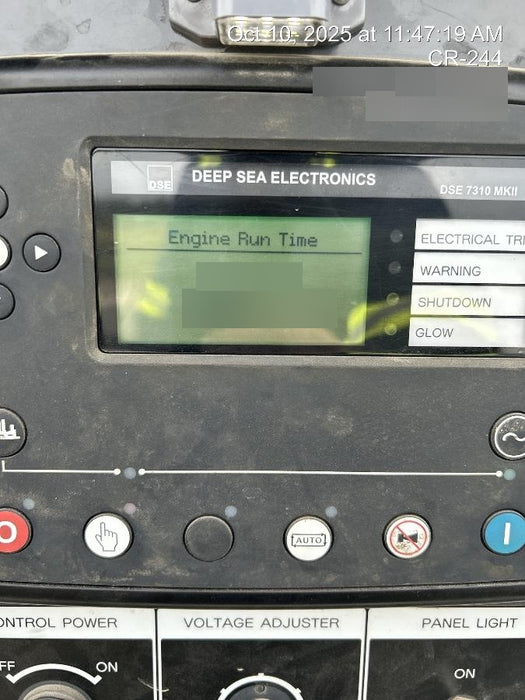 Oct 10, 2025 at 11:47:19 AM
CR-244
DSE
DEEP SEA ELECTRONICS
DSE 7310 MKII
Engine Run Time
ELECTRICAL TRI
WARNING
SHUTDOWN
GLOW
O
AUTO
I
ONTROL POWER
VOLTAGE ADJUSTER
PANEL LIGHT
FF
ON
ON